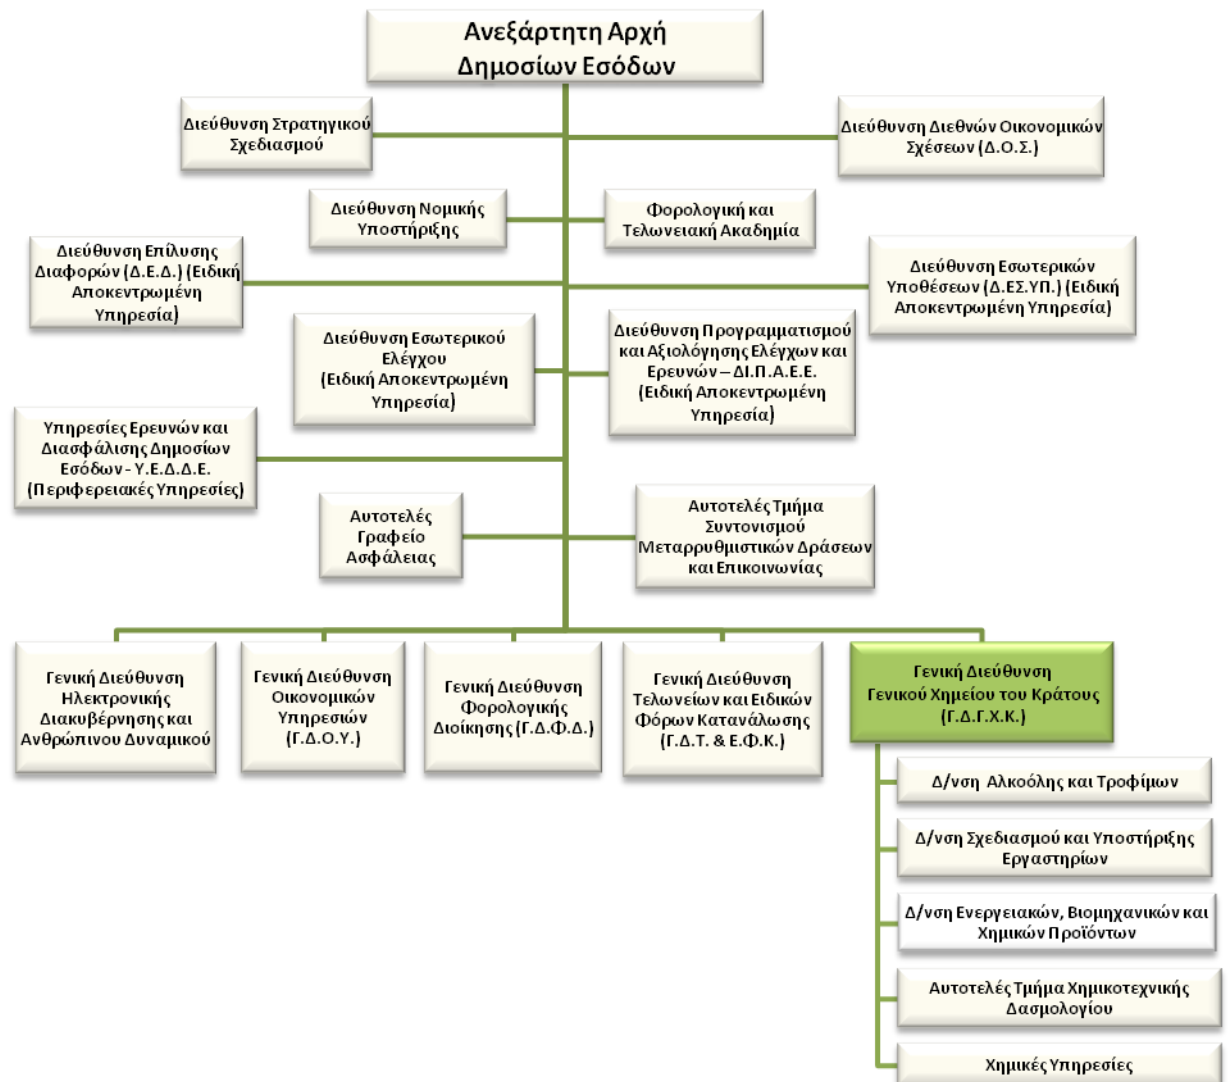 Ανεξάρτητη Αρχή
Δημοσίων Εσόδων
Διεύθυνση Στρατηγικού
Σχεδιασμού
Διεύθυνση Διεθνών Οικονομικών
Σχέσεων (Δ.Ο.Σ.)
Διεύθυνση Νομικής
Υποστήριξης
Φορολογική και
Τελωνειακή Ακαδημία
Διεύθυνση Επίλυσης
Διαφορών (Δ.Ε.Δ.) (Ειδική
Αποκεντρωμένη
Υπηρεσία)
Διεύθυνση Εσωτερικών
Υποθέσεων (Δ.ΕΣ.ΥΠ.) (Ειδική
Αποκεντρωμένη Υπηρεσία)
Διεύθυνση Εσωτερικού
Ελέγχου
(Ειδική Αποκεντρωμένη
Υπηρεσία)
Διεύθυνση Προγραμματισμού
και Αξιολόγησης Ελέγχων και
Ερευνών – ΔΙ.Π.Α.Ε.Ε.
(Ειδική Αποκεντρωμένη
Υπηρεσία)
Υπηρεσίες Ερευνών και
Διασφάλισης Δημοσίων
Εσόδων - Υ.Ε.Δ.Δ.Ε.
(Περιφερειακές Υπηρεσίες)
Αυτοτελές
Γραφείο
Ασφάλειας
Αυτοτελές Τμήμα
Συντονισμού
Μεταρρυθμιστικών Δράσεων
και Επικοινωνίας
Γενική Διεύθυνση
Ηλεκτρονικής
Διακυβέρνησης και
Ανθρώπινου Δυναμικού
Γενική Διεύθυνση
Οικονομικών
Υπηρεσιών
(Γ.Δ.Ο.Υ.)
Γενική Διεύθυνση
Φορολογικής
Διοίκησης (Γ.Δ.Φ.Δ.)
Γενική Διεύθυνση
Τελωνείων και Ειδικών
Φόρων Κατανάλωσης
(Γ.Δ.Τ. & Ε.Φ.Κ.)
Γενική Διεύθυνση
Γενικού Χημείου του Κράτους
(Γ.Δ.Γ.Χ.Κ.)
Δ/νση Αλκοόλης και Τροφίμων
Δ/νση Σχεδιασμού και Υποστήριξης
Εργαστηρίων
Δ/νση Ενεργειακών, Βιομηχανικών και
Χημικών Προϊόντων
Αυτοτελές Τμήμα Χημικοτεχνικής
Δασμολογίου
Χημικές Υπηρεσίες